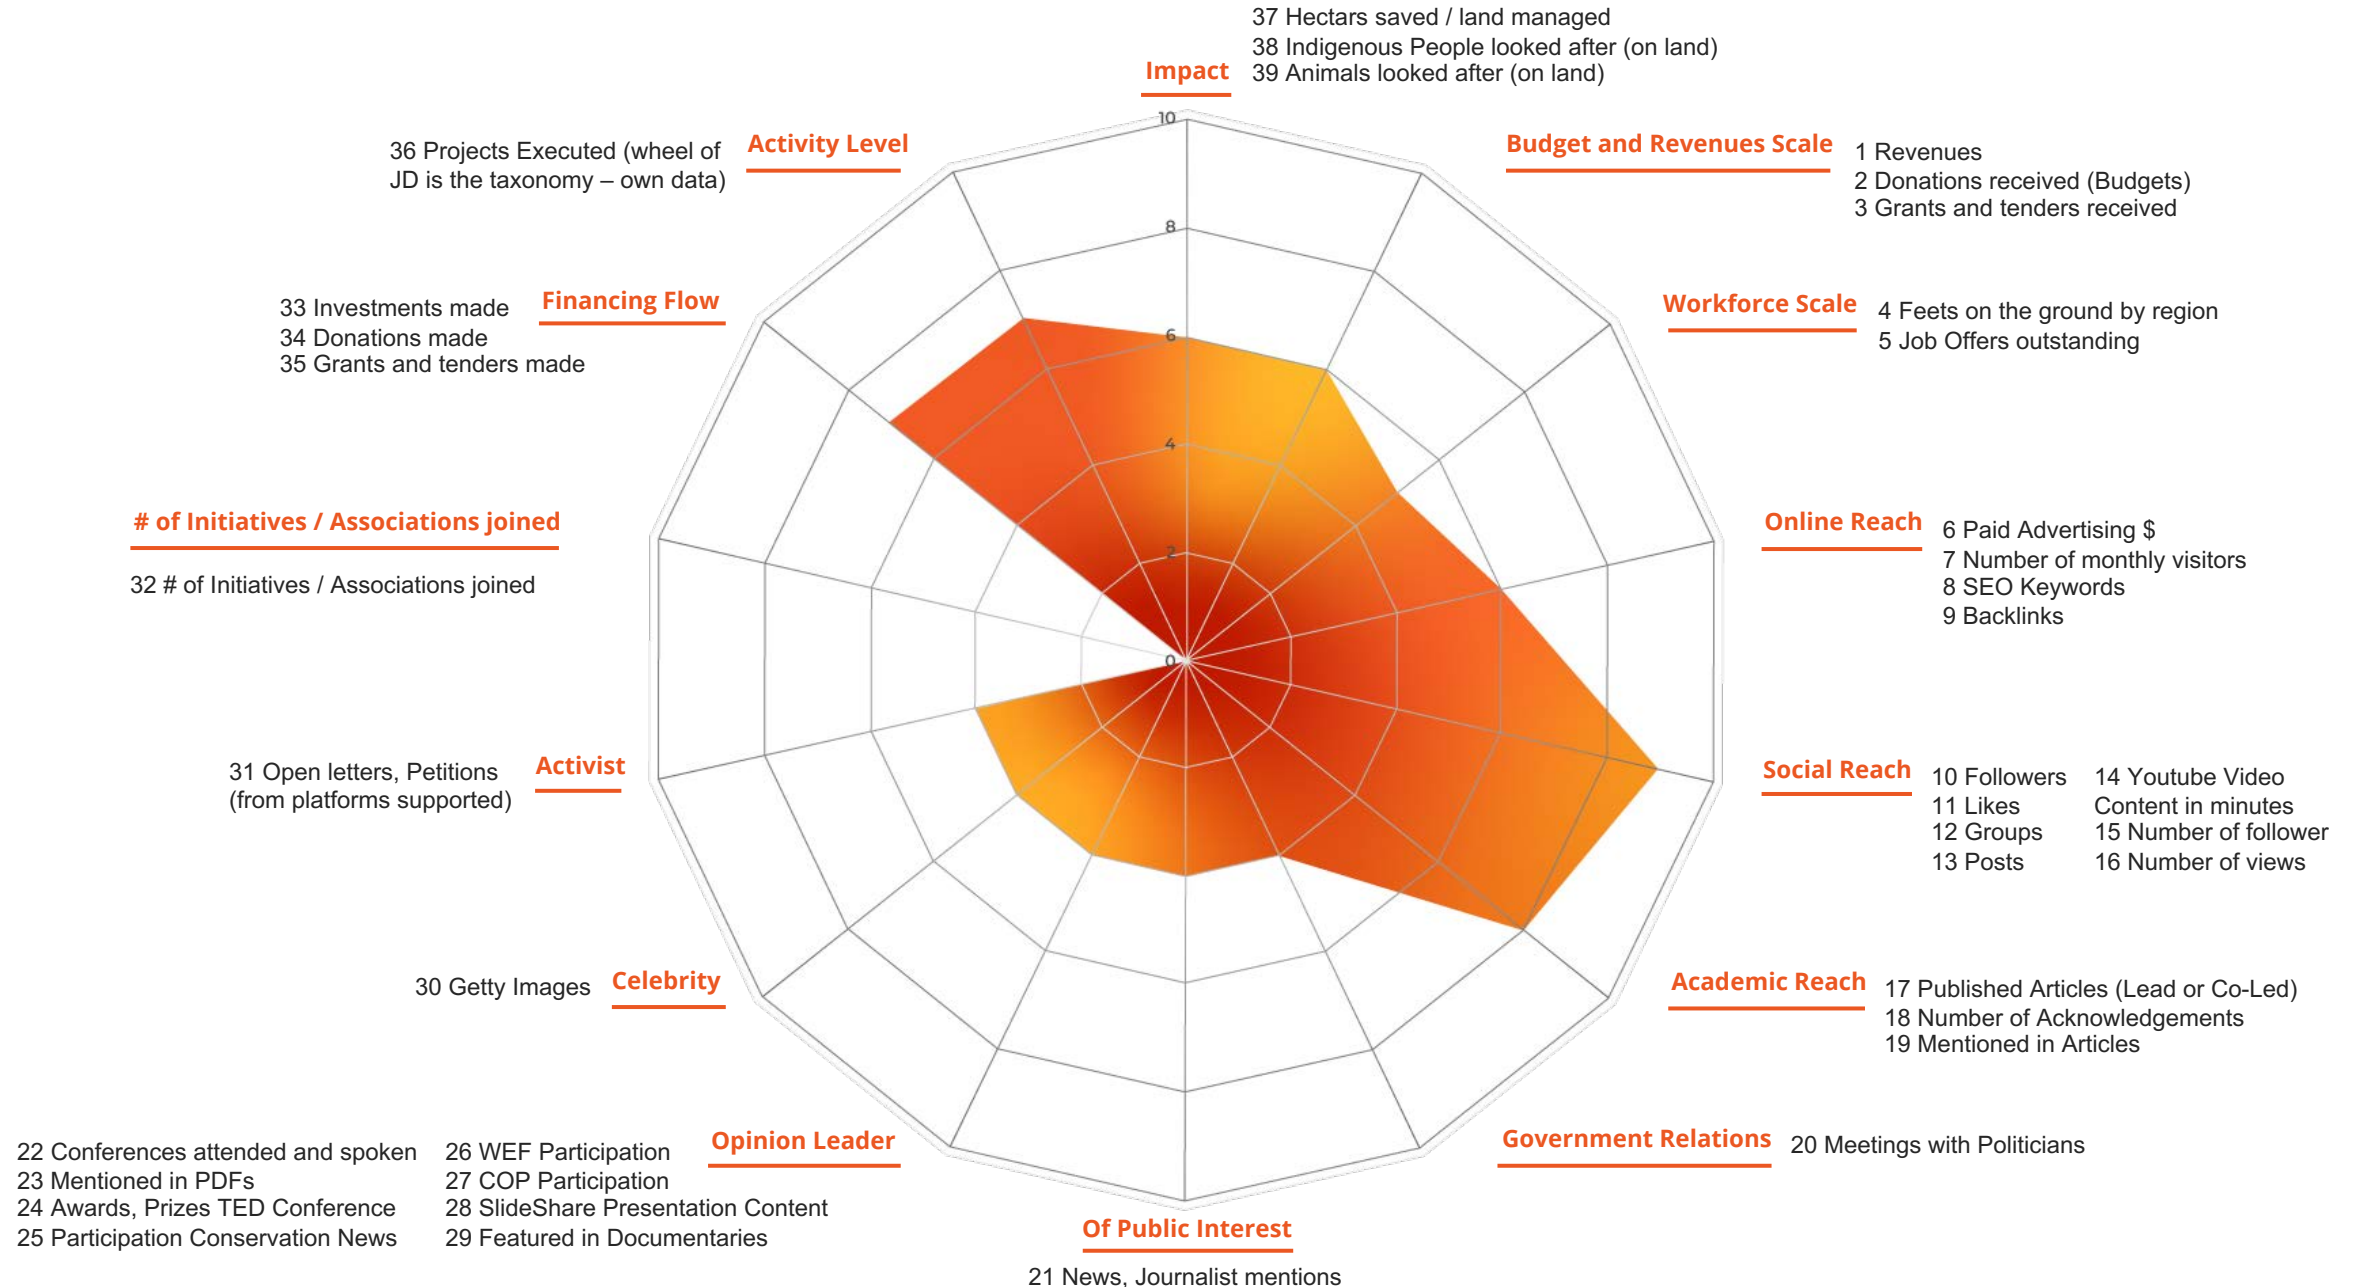 Impact
37 Hectars saved / land managed
38 Indigenous People looked after (on land)
39 Animals looked after (on land)
Budget and Revenues Scale
1 Revenues
2 Donations received (Budgets)
3 Grants and tenders received
Workforce Scale
4 Feets on the ground by region
5 Job Offers outstanding
Online Reach
6 Paid Advertising $
7 Number of monthly visitors
8 SEO Keywords
9 Backlinks
Social Reach
10 Followers
11 Likes
12 Groups
13 Posts
14 Youtube Video
Content in minutes
15 Number of follower
16 Number of views
Academic Reach
17 Published Articles (Lead or Co-Led)
18 Number of Acknowledgements
19 Mentioned in Articles
Government Relations
20 Meetings with Politicians
Of Public Interest
21 News, Journalist mentions
Opinion Leader
22 Conferences attended and spoken
23 Mentioned in PDFs
24 Awards, Prizes TED Conference
25 Participation Conservation News
26 WEF Participation
27 COP Participation
28 SlideShare Presentation Content
29 Featured in Documentaries
Celebrity
30 Getty Images
Activist
31 Open letters, Petitions
(from platforms supported)
# of Initiatives / Associations joined
32 # of Initiatives / Associations joined
Financing Flow
33 Investments made
34 Donations made
35 Grants and tenders made
Activity Level
36 Projects Executed (wheel of
JD is the taxonomy – own data)
10
8
6
4
2
0